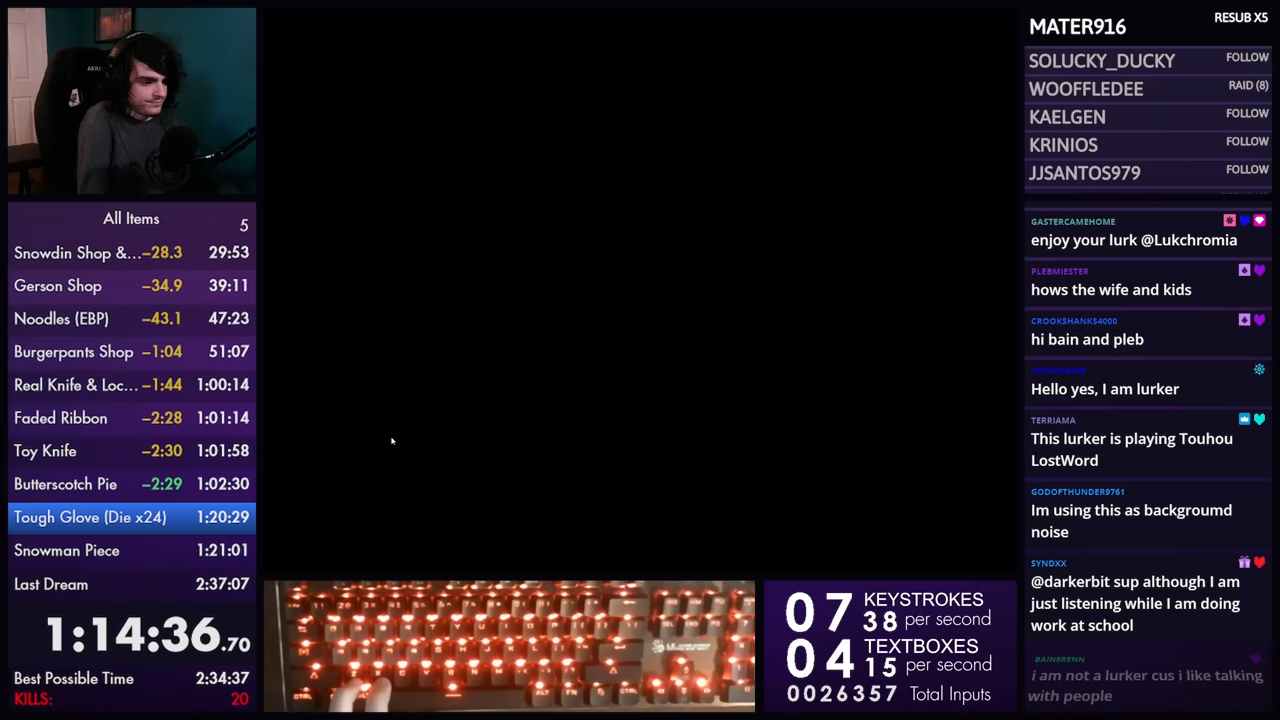 All Items
5
Snowdin Shop &... −28.3 29:53
Gerson Shop −34.9 39:11
Noodles (EBP) −43.1 47:23
Burgerpants Shop −1:04 51:07
Real Knife & Loc... −1:44 1:00:14
Faded Ribbon −2:28 1:01:14
Toy Knife −2:30 1:01:58
Butterscotch Pie −2:29 1:02:30
Tough Glove (Die x24) 1:20:29
Snowman Piece 1:21:01
Last Dream 2:37:07
1:14:36.70
Best Possible Time 2:34:37
KILLS: 20
07 38 KEYSTROKES per second
04 15 TEXTBOXES per second
0026357 Total Inputs
MATER916 RESUB X5
SOLUCKY_DUCKY FOLLOW
WOOFFLEDEE RAID (8)
KAELGEN FOLLOW
KRINIOS FOLLOW
JJSANTOS979 FOLLOW
GASTERCAMEHOME
enjoy your lurk @Lukchromia
PLEBMIESTER
hows the wife and kids
CROOKSHANKS4000
hi bain and pleb
Hello yes, I am lurker
TERRIAMA
This lurker is playing Touhou
LostWord
GODOFTHUNDER9761
Im using this as backgroumd
noise
SYNDXX
@darkerbit sup although I am
just listening while I am doing
work at school
BAINERENN
i am not a lurker cus i like talking
with people